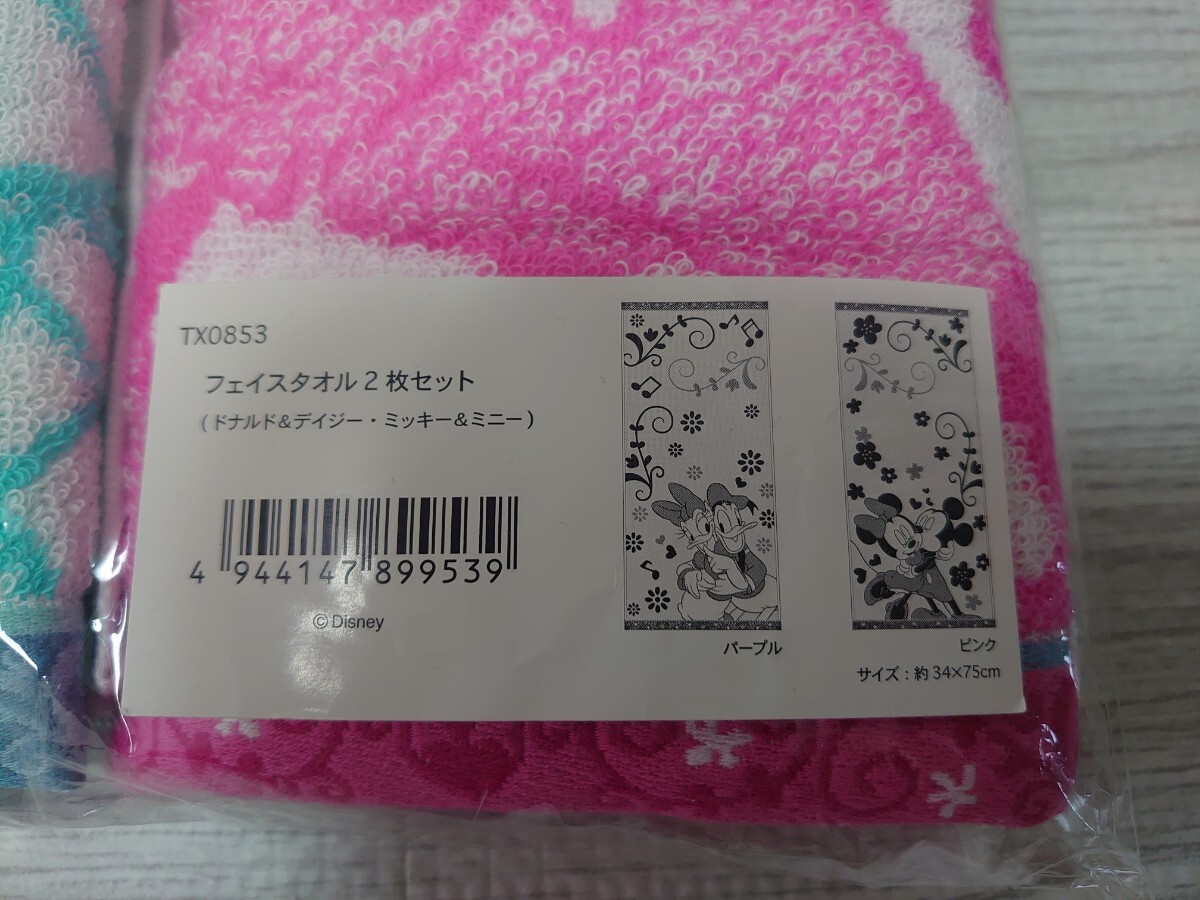 TX0853
フェイスタオル2枚セット
(ドナルド&デイジー・ミッキー&ミニー)
4 944147 899539
©Disney
パープル
ピンク
サイズ：約34×75cm